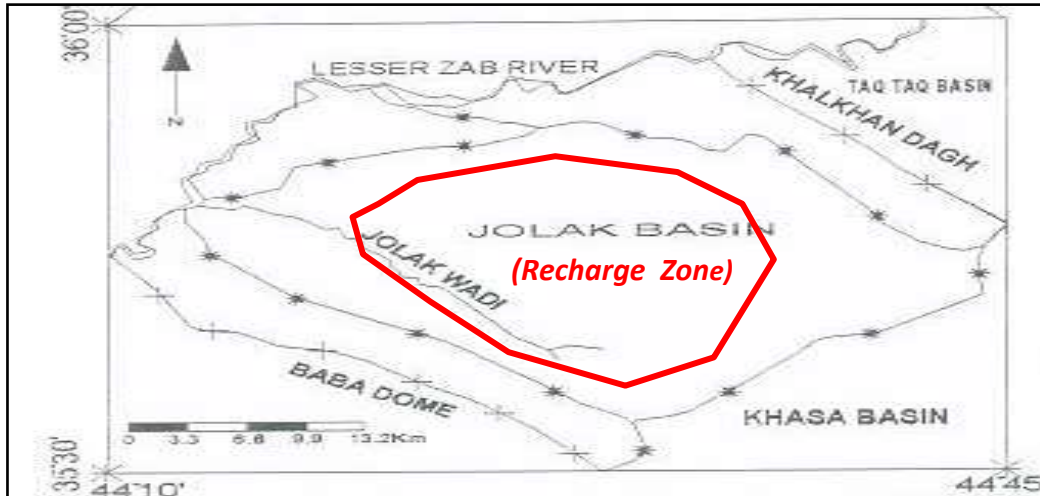 36°00'
LESSER ZAB RIVER
TAQ TAQ BASIN
KHALKHAN DAGH
N
JOLAK BASIN
(Recharge Zone)
JOLAK WADI
BABA DOME
KHASA BASIN
0 3.3 6.6 9.9 13.2Km
35°30'
44°10'
44°45'